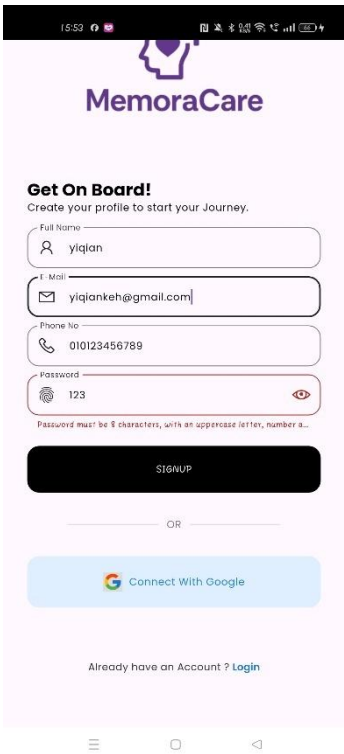 15:53
MemoraCare
Get On Board!
Create your profile to start your Journey.
Full Name
yiqian
E-Mail
yiqiankeh@gmail.com
Phone No
010123456789
Password
123
Password must be 8 characters, with an uppercase letter, number a...
SIGNUP
OR
Connect With Google
Already have an Account ? Login